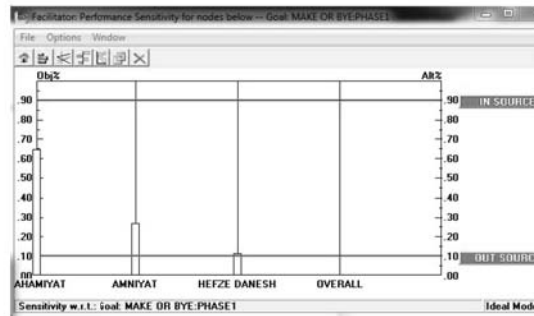 Facilitator: Performance Sensitivity for nodes below -- Goal: MAKE OR BYE:PHASE1
File Options Window
Obj% Alt%
.90 .90 IN SOURCE
.80 .80
.70 .70
.60 .60
.50 .50
.40 .40
.30 .30
.20 .20
.10 .10 OUT SOURC
.00 .00
AHAMIYAT AMNIYAT HEFZE DANESH OVERALL
Sensitivity w.r.t.: Goal: MAKE OR BYE:PHASE1 Ideal Mode